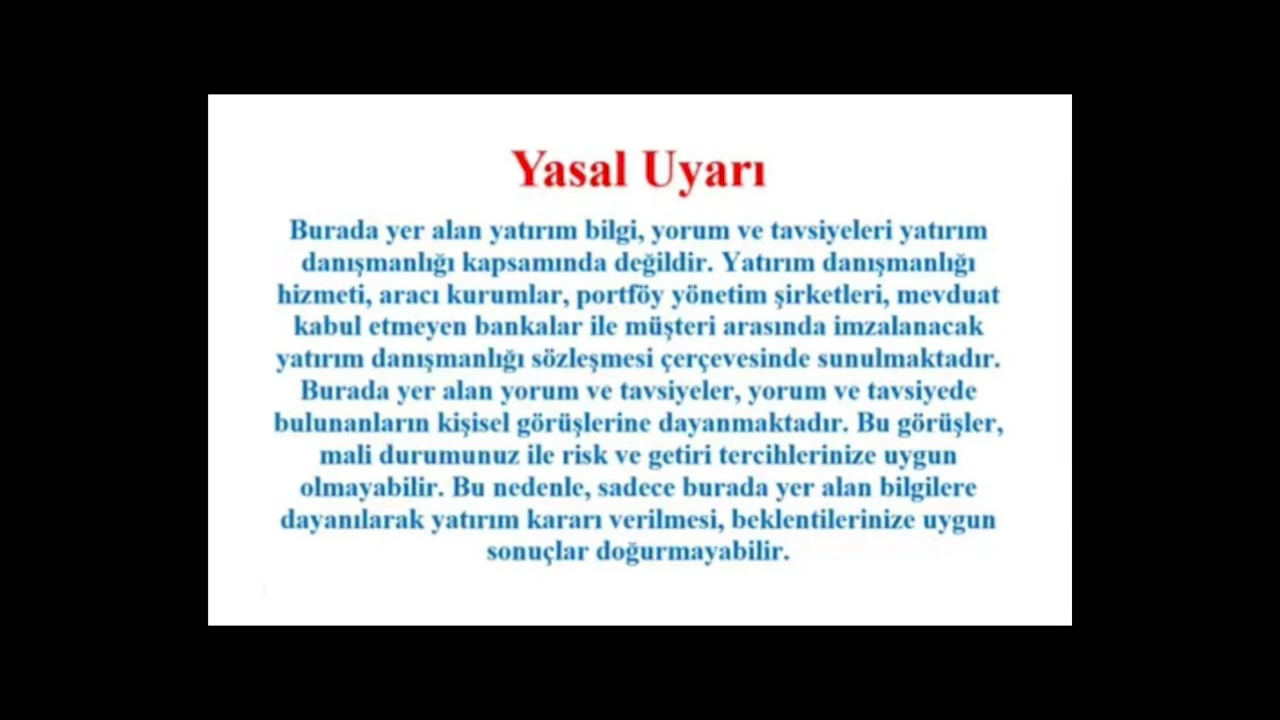 Yasal Uyarı
Burada yer alan yatırım bilgi, yorum ve tavsiyeleri yatırım
danışmanlığı kapsamında değildir. Yatırım danışmanlığı
hizmeti, aracı kurumlar, portföy yönetim şirketleri, mevduat
kabul etmeyen bankalar ile müşteri arasında imzalanacak
yatırım danışmanlığı sözleşmesi çerçevesinde sunulmaktadır.
Burada yer alan yorum ve tavsiyeler, yorum ve tavsiyede
bulunanların kişisel görüşlerine dayanmaktadır. Bu görüşler,
mali durumunuz ile risk ve getiri tercihlerinize uygun
olmayabilir. Bu nedenle, sadece burada yer alan bilgilere
dayanılarak yatırım kararı verilmesi, beklentilerinize uygun
sonuçlar doğurmayabilir.